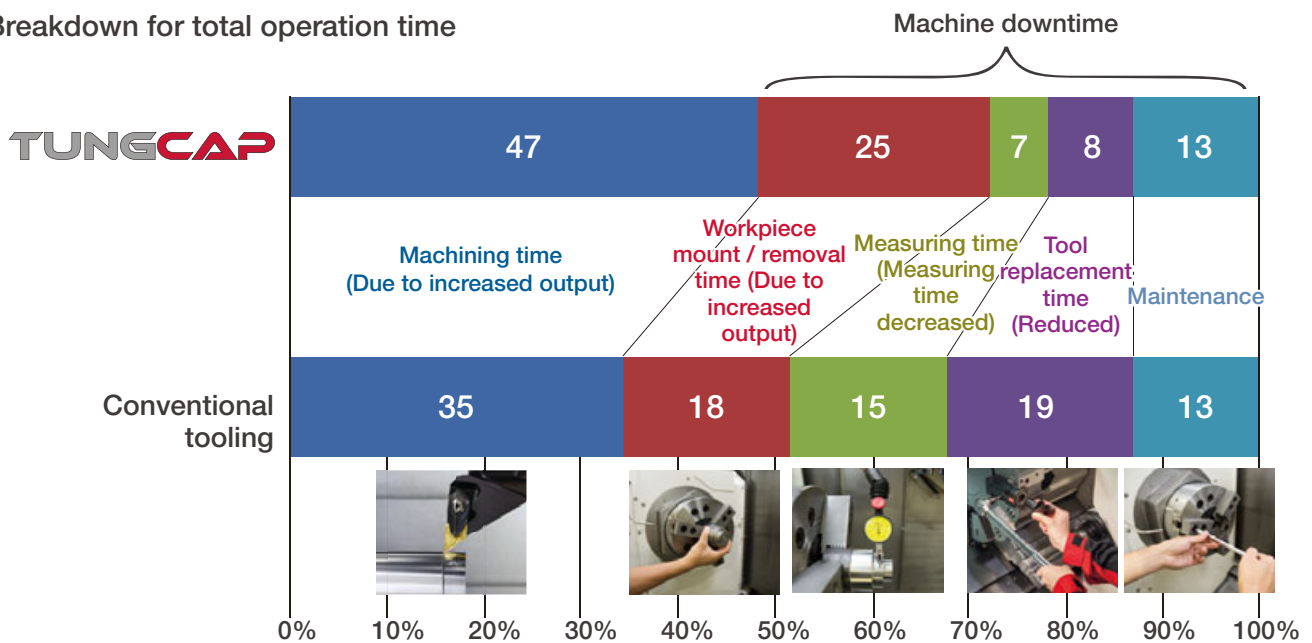 Breakdown for total operation time
Machine downtime
TUNGCAP
47
25
7
8
13
Machining time
(Due to increased output)
Workpiece
mount / removal
time (Due to
increased
output)
Measuring time
(Measuring
time
decreased)
Tool
replacement
time
(Reduced)
Maintenance
Conventional
tooling
35
18
15
19
13
0%
10%
20%
30%
40%
50%
60%
70%
80%
90%
100%